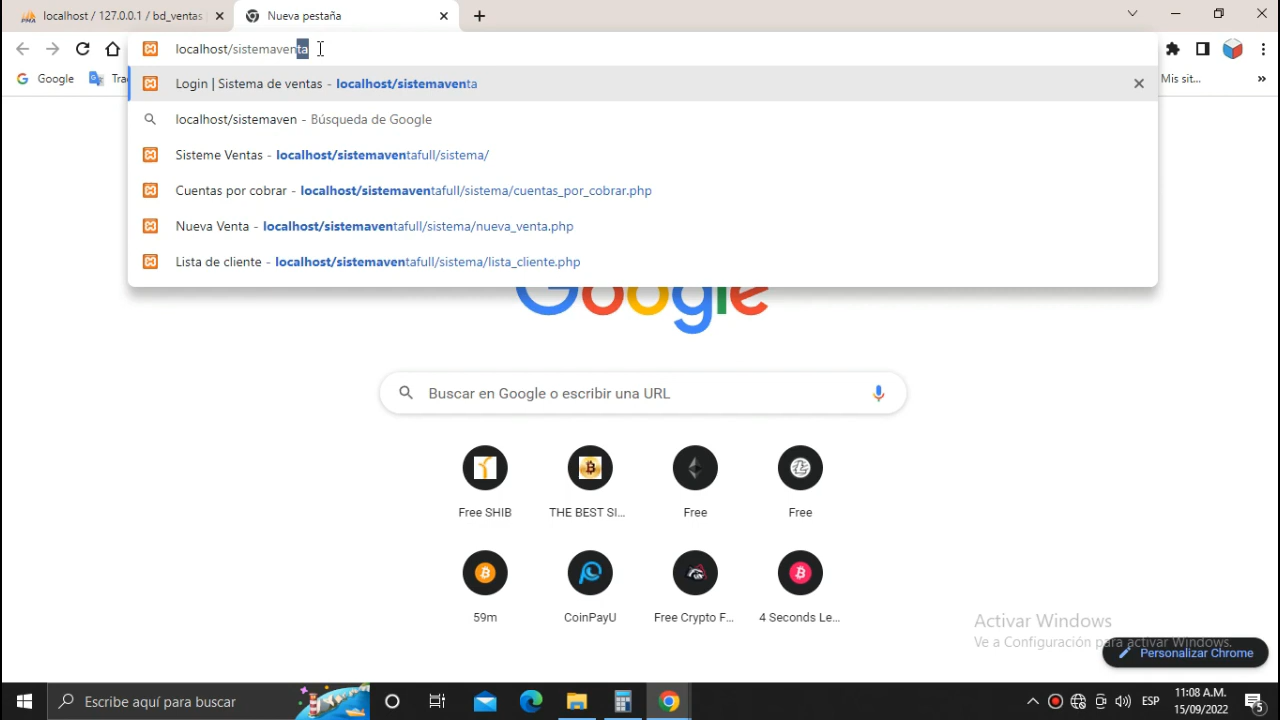 localhost / 127.0.0.1 / bd_ventas
Nueva pestaña
localhost/sistemaventa
Google
Mis sit...
Login | Sistema de ventas - localhost/sistemaventa
localhost/sistemaven - Búsqueda de Google
Sisteme Ventas - localhost/sistemaventafull/sistema/
Cuentas por cobrar - localhost/sistemaventafull/sistema/cuentas_por_cobrar.php
Nueva Venta - localhost/sistemaventafull/sistema/nueva_venta.php
Lista de cliente - localhost/sistemaventafull/sistema/lista_cliente.php
Google
Buscar en Google o escribir una URL
Free SHIB
THE BEST SI...
Free
Free
59m
CoinPayU
Free Crypto F...
4 Seconds Le...
Activar Windows
Ve a Configuración para activar Windows.
Personalizar Chrome
Escribe aquí para buscar
ESP
11:08 A.M.
15/09/2022
5